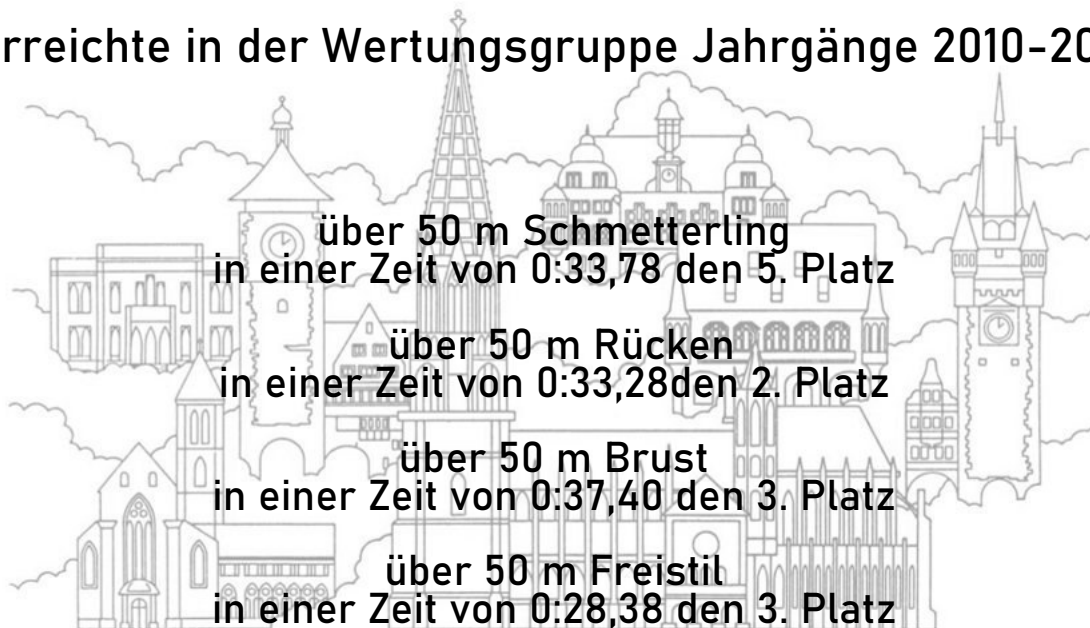 rreichte in der Wertungsgruppe Jahrgänge 2010-20
über 50 m Schmetterling
in einer Zeit von 0:33,78 den 5. Platz
über 50 m Rücken
in einer Zeit von 0:33,28den 2. Platz
über 50 m Brust
in einer Zeit von 0:37,40 den 3. Platz
über 50 m Freistil
in einer Zeit von 0:28,38 den 3. Platz